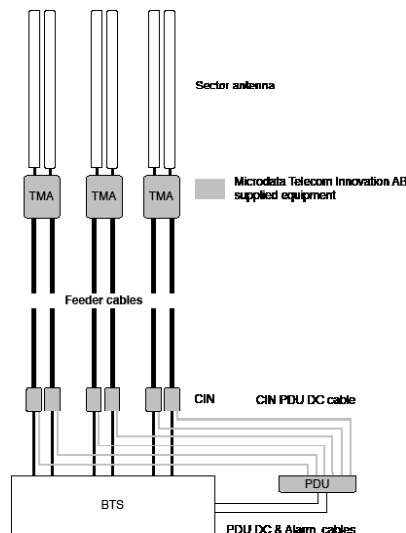 Sector antenna
TMA
TMA
TMA
Microdata Telecom Innovation AB
supplied equipment
Feeder cables
CIN
CIN PDU DC cable
PDU
BTS
PDU DC & Alarm cables